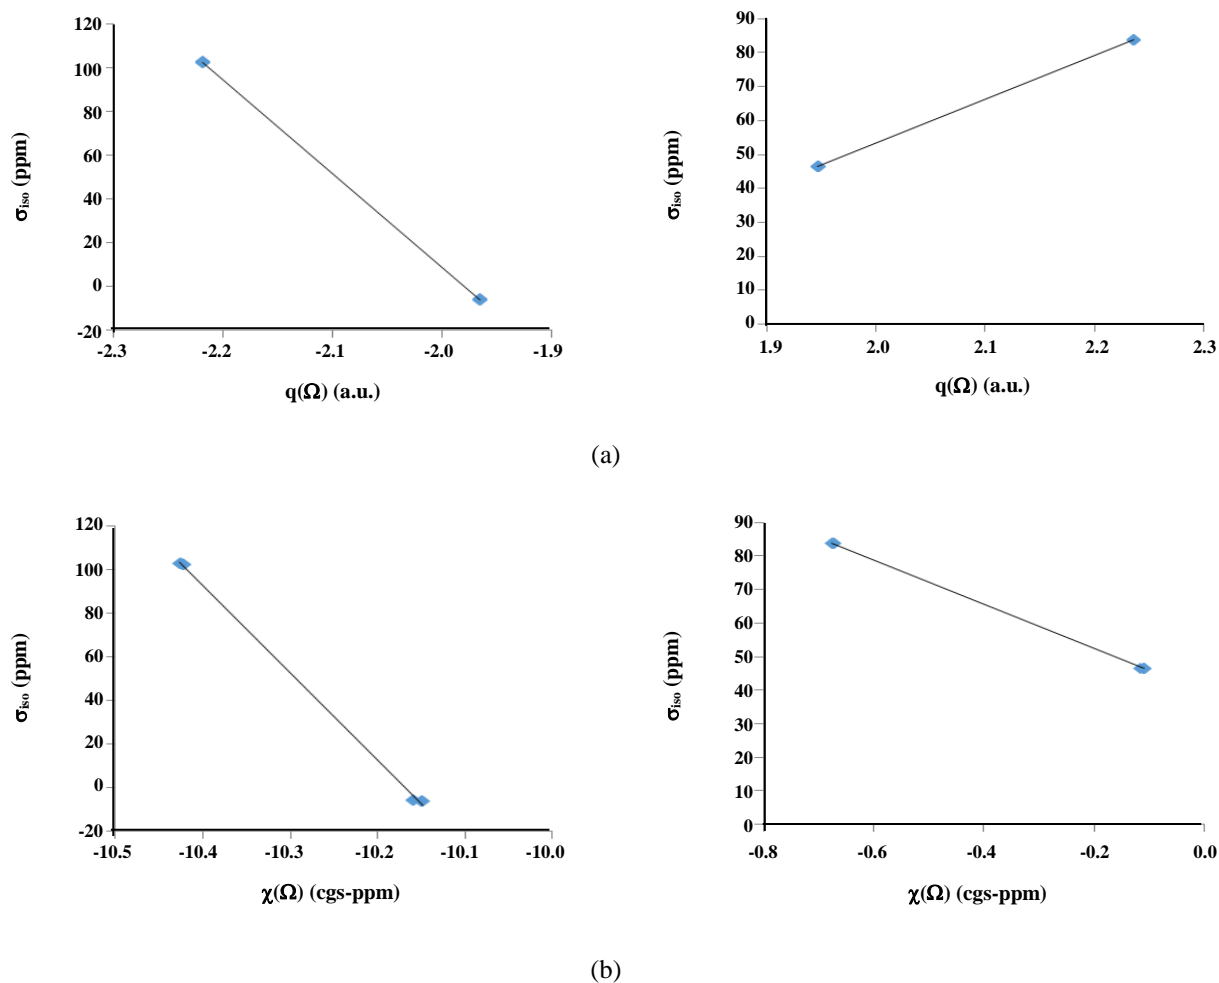 120
100
80
60
40
20
0
-20
σiso (ppm)
-2.3 -2.2 -2.1 -2.0 -1.9
q(Ω) (a.u.)
90
80
70
60
50
40
30
20
10
0
σiso (ppm)
1.9 2.0 2.1 2.2 2.3
q(Ω) (a.u.)
(a)
120
100
80
60
40
20
0
-20
σiso (ppm)
-10.5 -10.4 -10.3 -10.2 -10.1 -10.0
χ(Ω) (cgs-ppm)
90
80
70
60
50
40
30
20
10
0
σiso (ppm)
-0.8 -0.6 -0.4 -0.2 0.0
χ(Ω) (cgs-ppm)
(b)